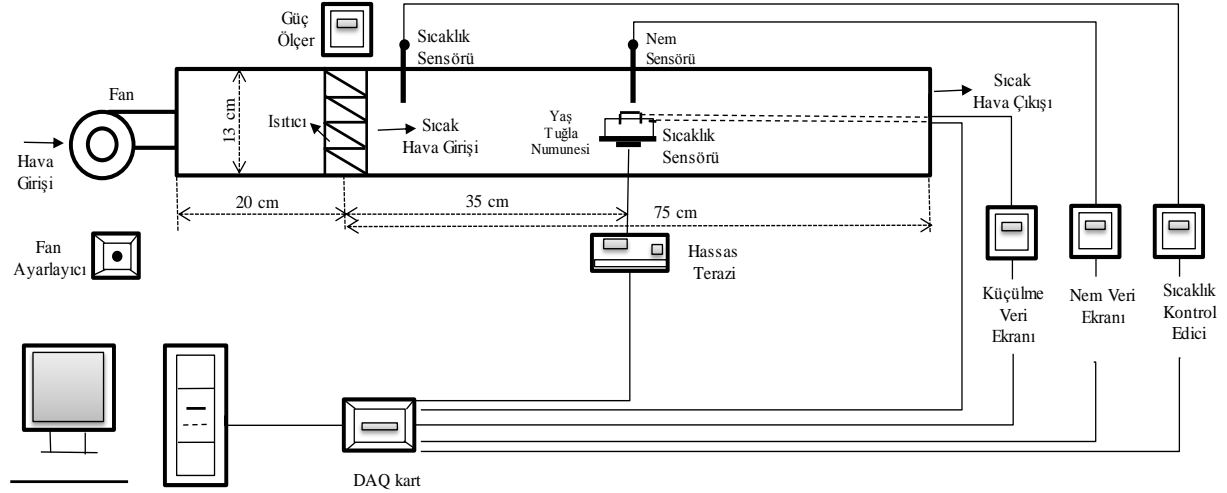 Güç
Ölçer
Sıcaklık
Sensörü
Nem
Sensörü
Fan
Hava
Girişi
13 cm
Isıtıcı
Sıcak
Hava Girişi
Yaş
Tuğla
Numunesi
Sıcaklık
Sensörü
Sıcak
Hava Çıkışı
20 cm
35 cm
75 cm
Fan
Ayarlayıcı
Hassas
Terazi
Küçülme
Veri
Ekranı
Nem Veri
Ekranı
Sıcaklık
Kontrol
Edici
DAQ kart